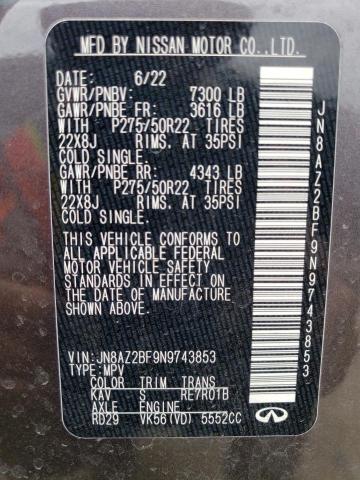 MFD BY NISSAN MOTOR CO.,LTD.
DATE: 6/22
GVWR/PNBV: 7300 LB
GAWR/PNBE FR: 3616 LB
WITH P275/50R22 TIRES
22X8J RIMS, AT 35PSI
COLD SINGLE.
GAWR/PNBE RR: 4343 LB
WITH P275/50R22 TIRES
22X8J RIMS, AT 35PSI
COLD SINGLE.
THIS VEHICLE CONFORMS TO
ALL APPLICABLE FEDERAL
MOTOR VEHICLE SAFETY
STANDARDS IN EFFECT ON
THE DATE OF MANUFACTURE
SHOWN ABOVE.
VIN: JN8AZ2BF9N9743853
TYPE: MPV
COLOR TRIM TRANS
KAV S RE7R01B
AXLE ENGINE
RD29 VK56(VD) 5552CC
JN8AZ2BF9N9743853